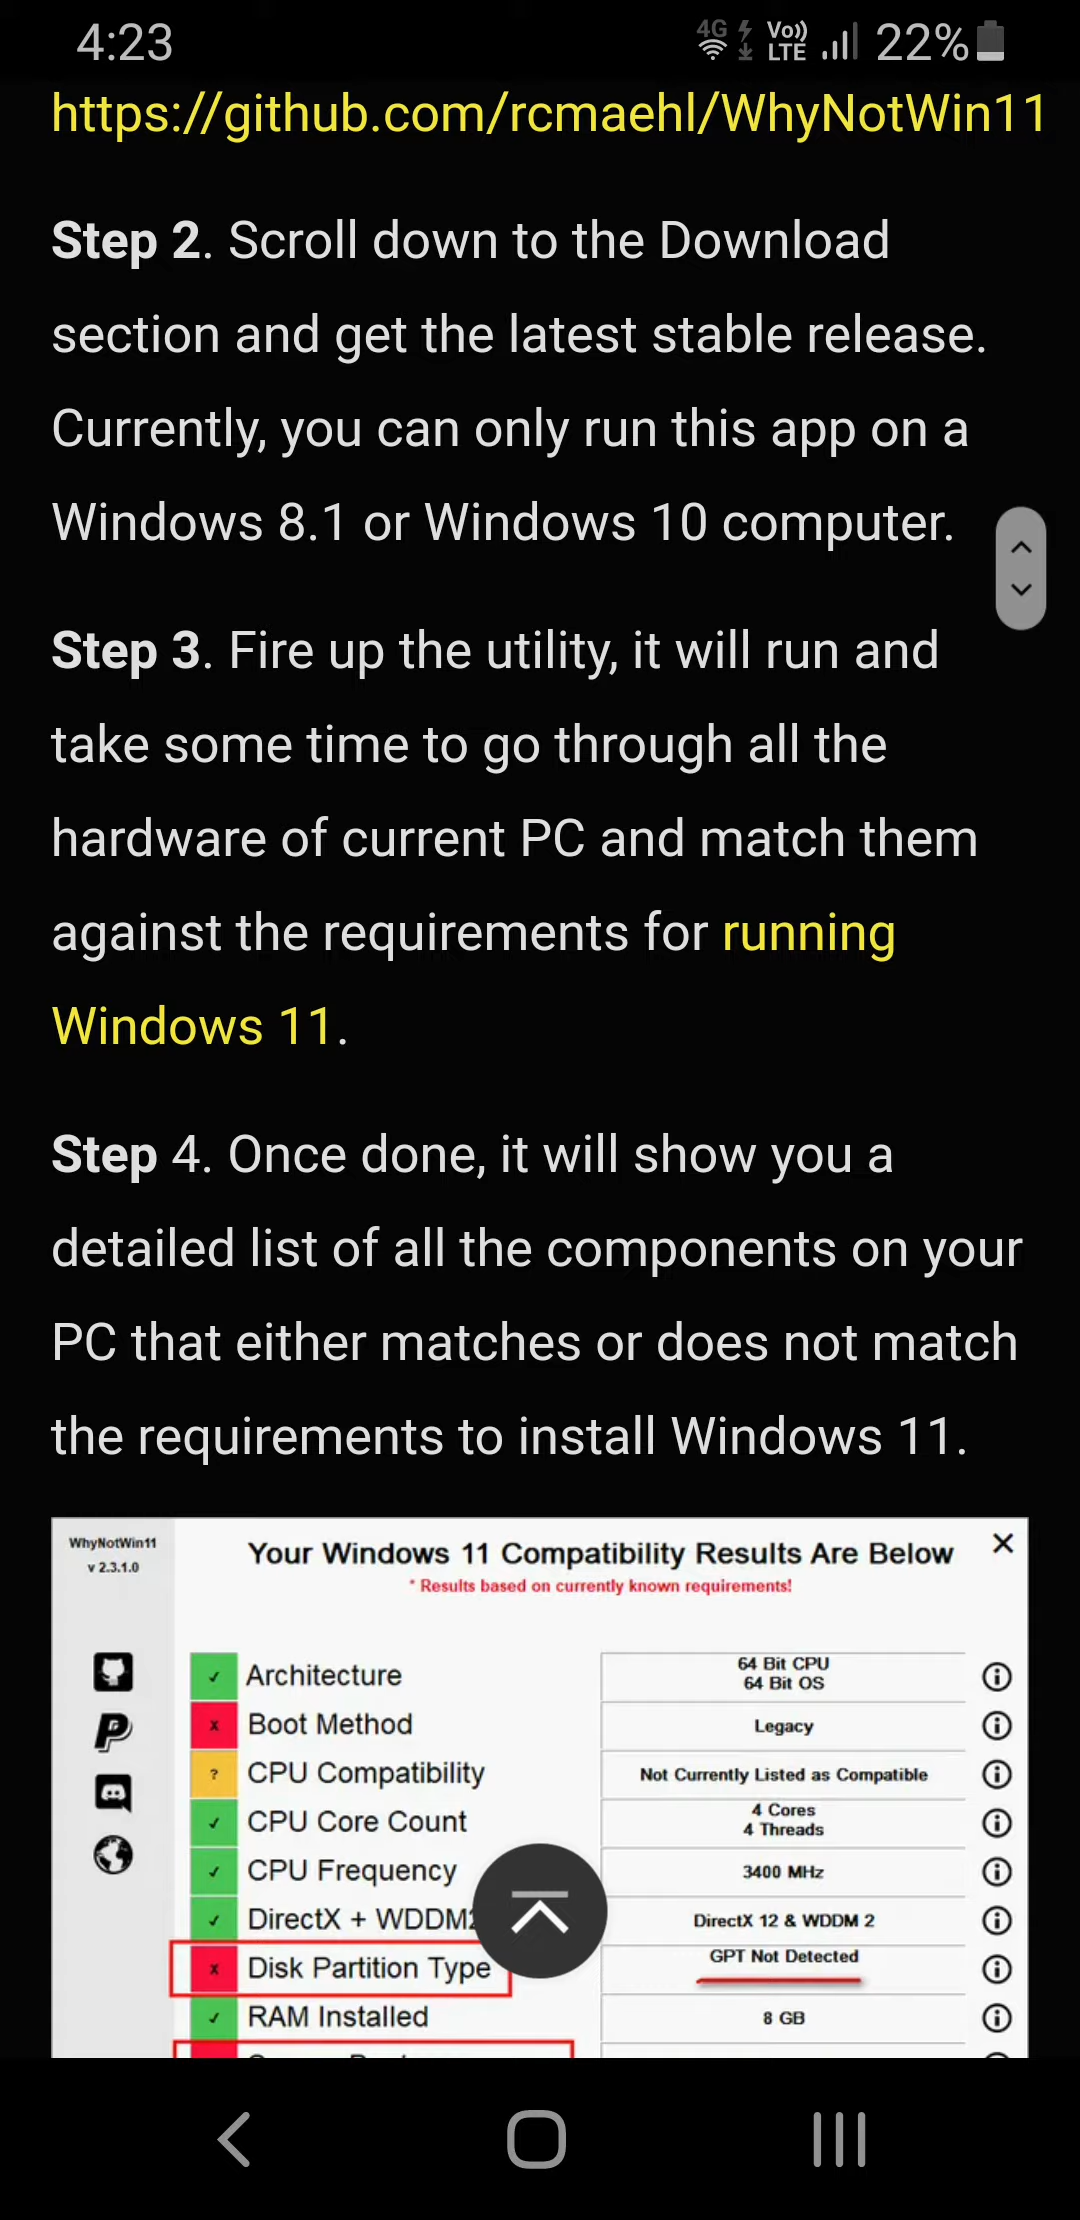 4:23
4G Vo)) LTE 22%
https://github.com/rcmaehl/WhyNotWin11
Step 2. Scroll down to the Download
section and get the latest stable release.
Currently, you can only run this app on a
Windows 8.1 or Windows 10 computer.
Step 3. Fire up the utility, it will run and
take some time to go through all the
hardware of current PC and match them
against the requirements for running
Windows 11.
Step 4. Once done, it will show you a
detailed list of all the components on your
PC that either matches or does not match
the requirements to install Windows 11.
WhyNotWin11
v 2.3.1.0
Your Windows 11 Compatibility Results Are Below
* Results based on currently known requirements!
Architecture
64 Bit CPU
64 Bit OS
Boot Method
Legacy
CPU Compatibility
Not Currently Listed as Compatible
CPU Core Count
4 Cores
4 Threads
CPU Frequency
3400 MHz
DirectX + WDDM2
DirectX 12 & WDDM 2
Disk Partition Type
GPT Not Detected
RAM Installed
8 GB